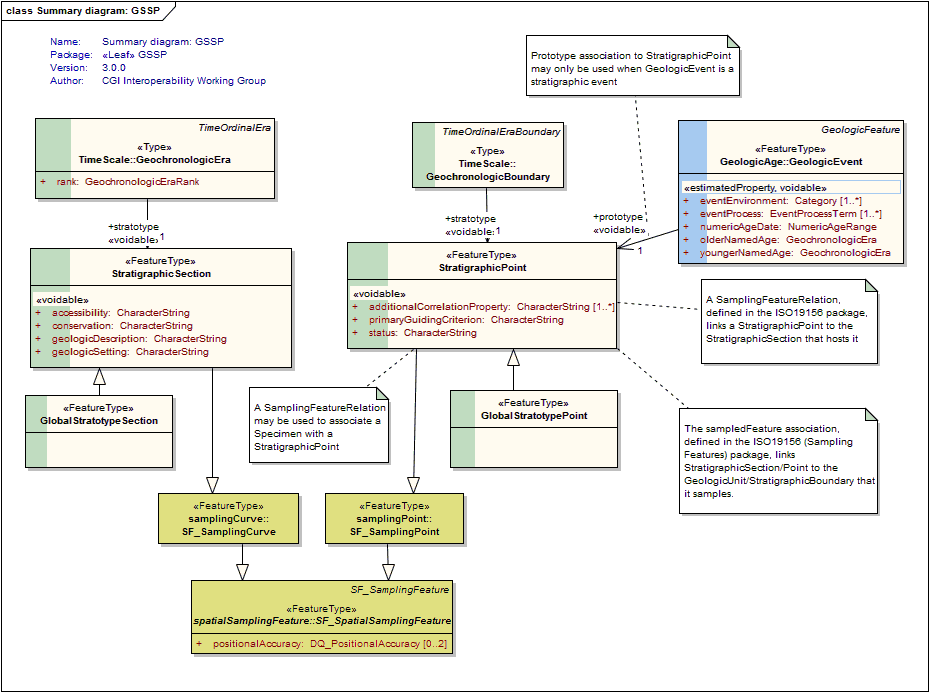 class Summary diagram: GSSP
Name: Summary diagram: GSSP
Package: «Leaf» GSSP
Version: 3.0.0
Author: CGI Interoperability Working Group
Prototype association to StratigraphicPoint
may only be used when GeologicEvent is a
stratigraphic event
TimeOrdinalEra
«Type»
TimeScale::GeochronologicEra
+ rank: GeochronologicEraRank
TimeOrdinalEraBoundary
«Type»
TimeScale::
GeochronologicBoundary
GeologicFeature
«FeatureType»
GeologicAge::GeologicEvent
«estimatedProperty, voidable»
+ eventEnvironment: Category [1..*]
+ eventProcess: EventProcessTerm [1..*]
+ numericAgeDate: NumericAgeRange
+ olderNamedAge: GeochronologicEra
+ youngerNamedAge: GeochronologicEra
+stratotype
«voidable» 1
+stratotype
«voidable» 1
+prototype
«voidable»
1
«FeatureType»
StratigraphicSection
«voidable»
+ accessibility: CharacterString
+ conservation: CharacterString
+ geologicDescription: CharacterString
+ geologicSetting: CharacterString
«FeatureType»
StratigraphicPoint
«voidable»
+ additionalCorrelationProperty: CharacterString [1..*]
+ primaryGuidingCriterion: CharacterString
+ status: CharacterString
A SamplingFeatureRelation,
defined in the ISO19156 package,
links a StratigraphicPoint to the
StratigraphicSection that hosts it
«FeatureType»
GlobalStratotypeSection
A SamplingFeatureRelation
may be used to associate a
Specimen with a
StratigraphicPoint
«FeatureType»
GlobalStratotypePoint
The sampledFeature association,
defined in the ISO19156 (Sampling
Features) package, links
StratigraphicSection/Point to the
GeologicUnit/StratigraphicBoundary that
it samples.
«FeatureType»
samplingCurve::
SF_SamplingCurve
«FeatureType»
samplingPoint::
SF_SamplingPoint
SF_SamplingFeature
«FeatureType»
spatialSamplingFeature::SF_SpatialSamplingFeature
+ positionalAccuracy: DQ_PositionalAccuracy [0..2]